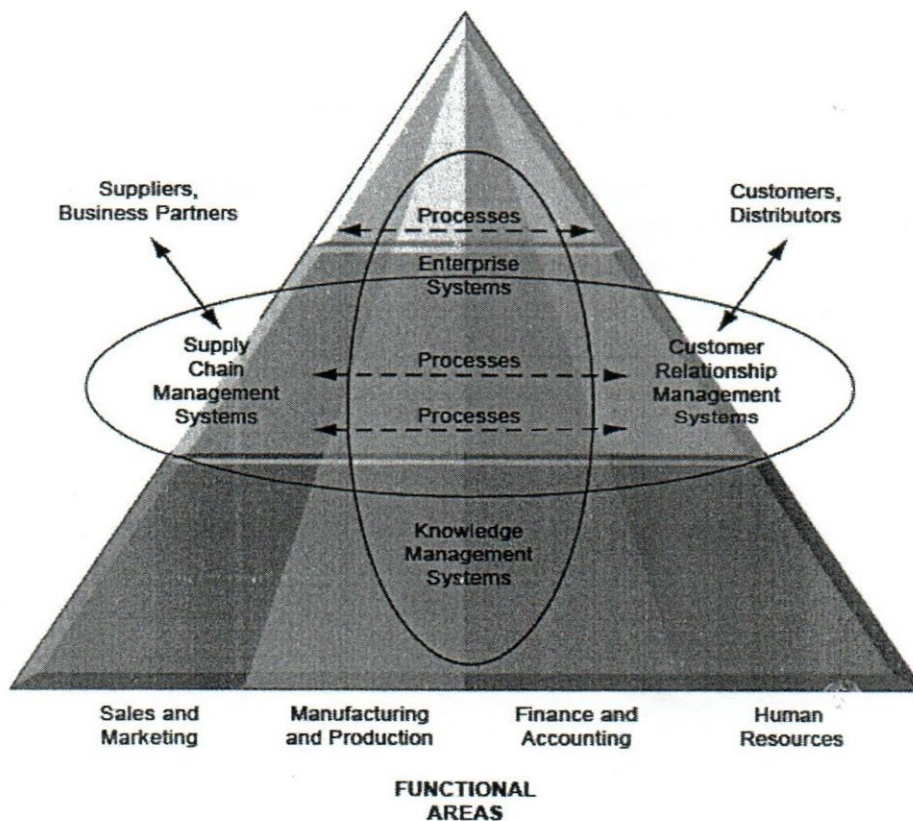 Suppliers,
Business Partners
Customers,
Distributors
Processes
Enterprise
Systems
Supply
Chain
Management
Systems
Processes
Processes
Customer
Relationship
Management
Systems
Knowledge
Management
Systems
Sales and
Marketing
Manufacturing
and Production
Finance and
Accounting
Human
Resources
FUNCTIONAL
AREAS